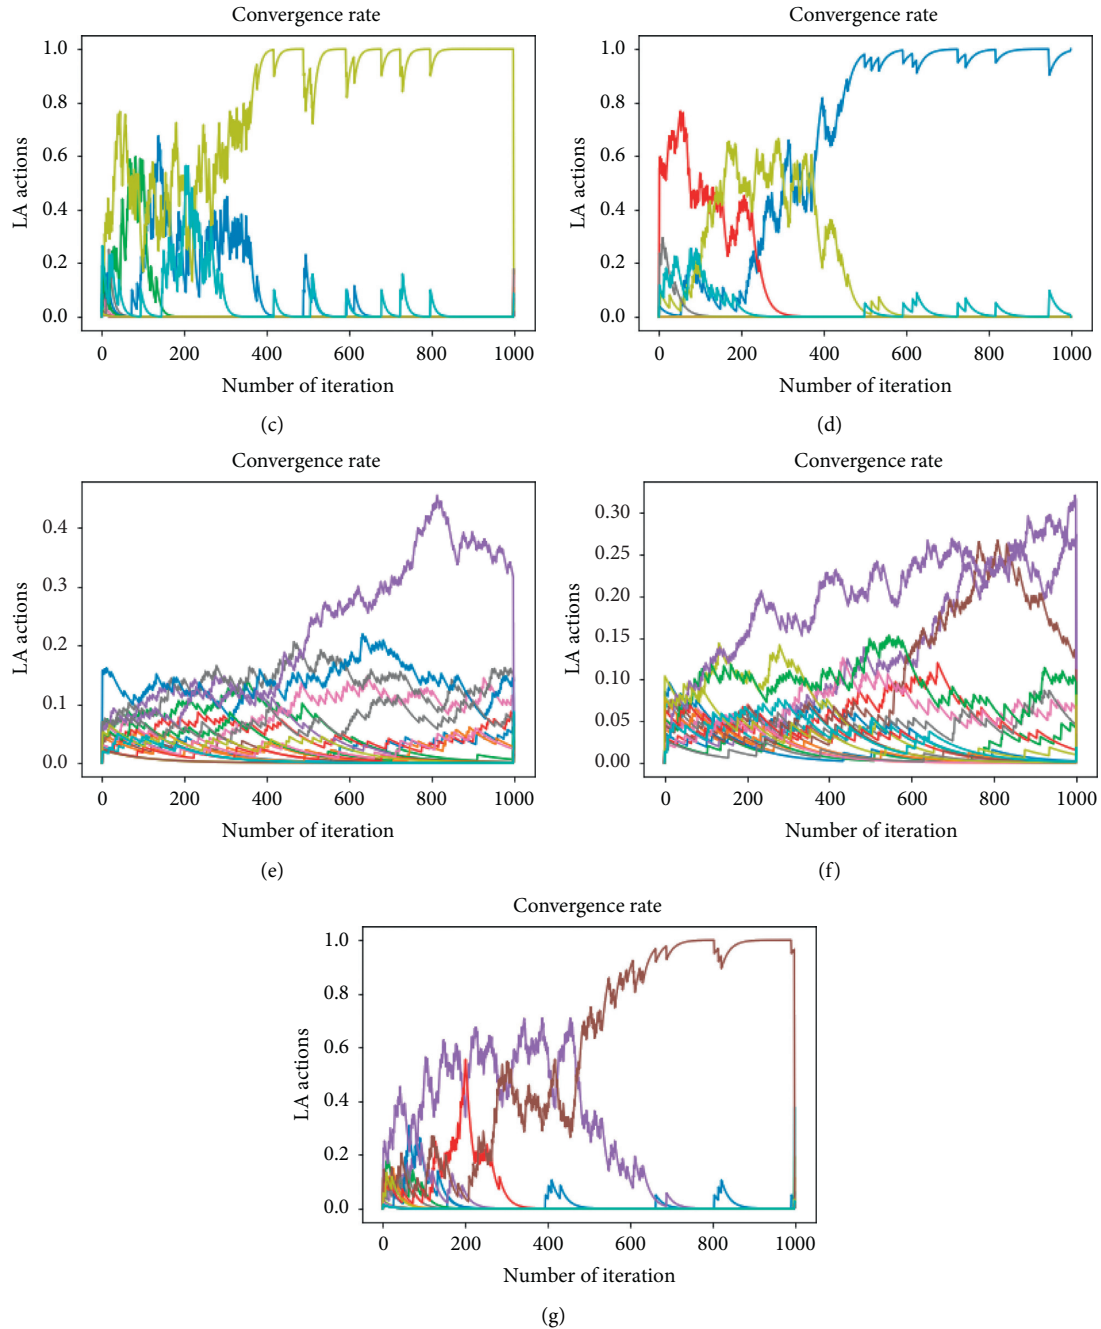 Convergence rate
1.0
0.8
0.6
0.4
0.2
0.0
LA actions
0 200 400 600 800 1000
Number of iteration
(c)
Convergence rate
1.0
0.8
0.6
0.4
0.2
0.0
LA actions
0 200 400 600 800 1000
Number of iteration
(d)
Convergence rate
0.4
0.3
0.2
0.1
0.0
LA actions
0 200 400 600 800 1000
Number of iteration
(e)
Convergence rate
0.30
0.25
0.20
0.15
0.10
0.05
0.00
LA actions
0 200 400 600 800 1000
Number of iteration
(f)
Convergence rate
1.0
0.8
0.6
0.4
0.2
0.0
LA actions
0 200 400 600 800 1000
Number of iteration
(g)